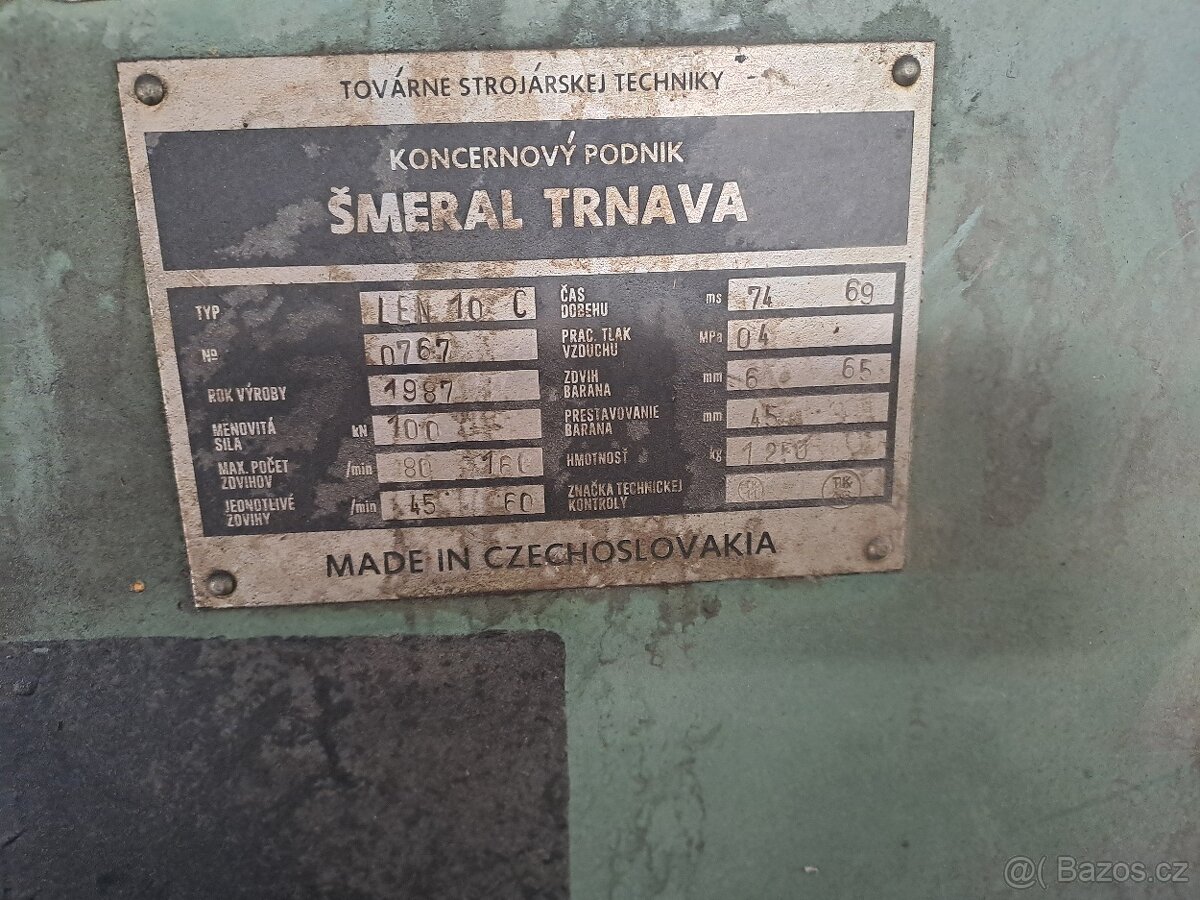 TOVÁRNE STROJÁRSKEJ TECHNIKY
KONCERNOVÝ PODNIK
ŠMERAL TRNAVA
TYP LEN 10 C
№ 0767
ROK VÝROBY 1987
MENOVITÁ SILA kN 100
MAX. POČET ZDVIHOV /min 80
JEDNOTLIVÉ ZDVIHY /min 45 60
ČAS DOBEHU ms 74 69
PRAC. TLAK VZDUCHU MPa 04
ZDVIH BARANA mm 6 65
PRESTAVOVANIE BARANA mm 45
HMOTNOSŤ kg
ZNAČKA TECHNICKEJ KONTROLY
MADE IN CZECHOSLOVAKIA
@( Bazos.cz